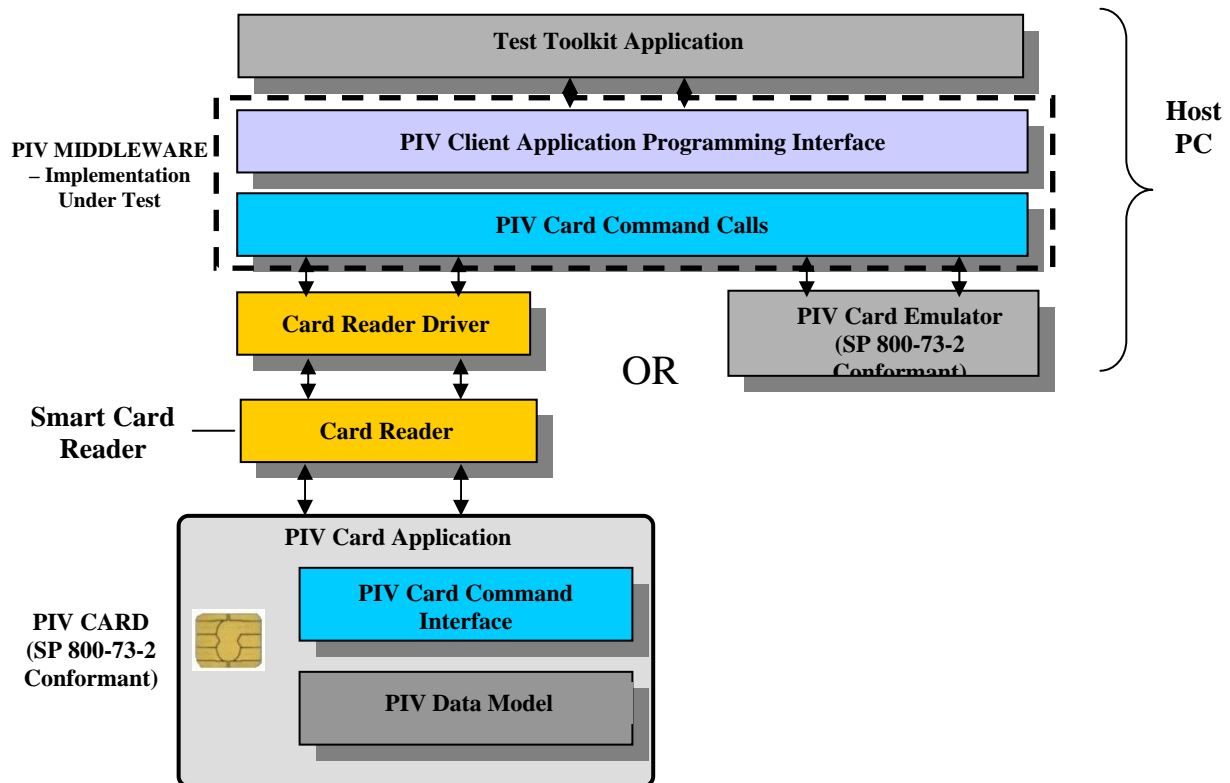 Test Toolkit Application
Host
PC
PIV MIDDLEWARE
– Implementation
Under Test
PIV Client Application Programming Interface
PIV Card Command Calls
Card Reader Driver
OR
PIV Card Emulator
(SP 800-73-2
Conformant)
Smart Card
Reader
Card Reader
PIV Card Application
PIV CARD
(SP 800-73-2
Conformant)
PIV Card Command
Interface
PIV Data Model